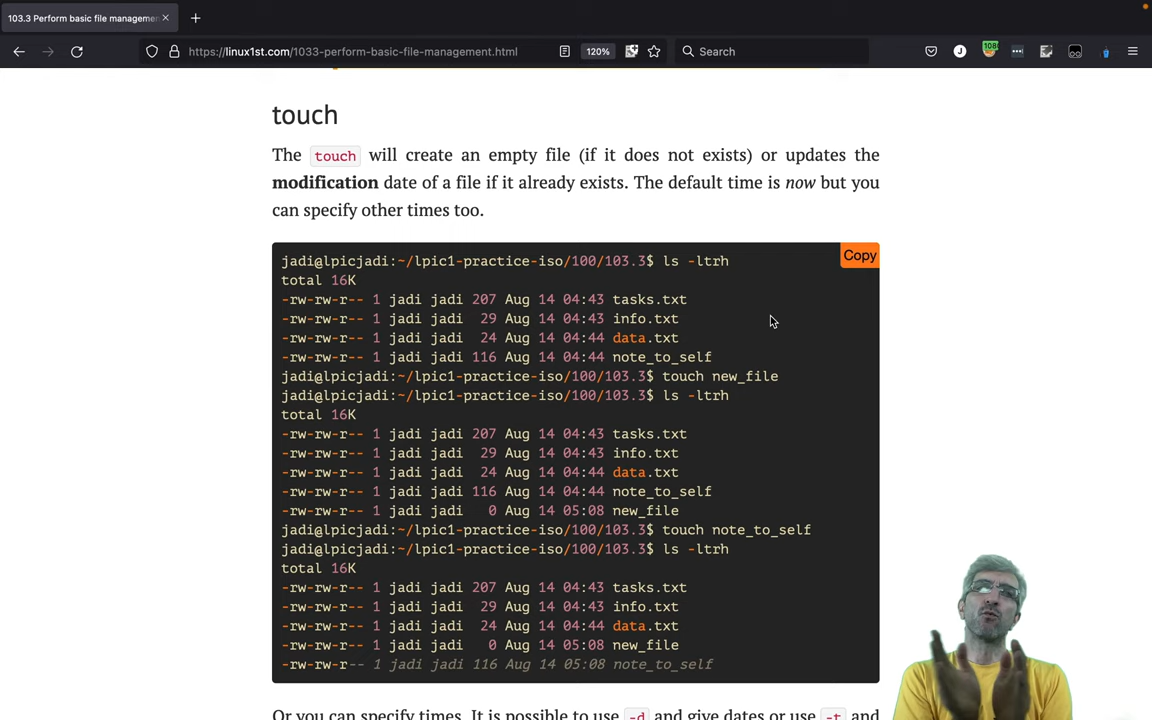 103.3 Perform basic file managemen
https://linux1st.com/1033-perform-basic-file-management.html
120%
Search
J
108
touch
The touch will create an empty file (if it does not exists) or updates the
modification date of a file if it already exists. The default time is now but you
can specify other times too.
Copy
jadi@lpicjadi:~/lpic1-practice-iso/100/103.3$ ls -ltrh
total 16K
-rw-rw-r-- 1 jadi jadi 207 Aug 14 04:43 tasks.txt
-rw-rw-r-- 1 jadi jadi  29 Aug 14 04:43 info.txt
-rw-rw-r-- 1 jadi jadi  24 Aug 14 04:44 data.txt
-rw-rw-r-- 1 jadi jadi 116 Aug 14 04:44 note_to_self
jadi@lpicjadi:~/lpic1-practice-iso/100/103.3$ touch new_file
jadi@lpicjadi:~/lpic1-practice-iso/100/103.3$ ls -ltrh
total 16K
-rw-rw-r-- 1 jadi jadi 207 Aug 14 04:43 tasks.txt
-rw-rw-r-- 1 jadi jadi  29 Aug 14 04:43 info.txt
-rw-rw-r-- 1 jadi jadi  24 Aug 14 04:44 data.txt
-rw-rw-r-- 1 jadi jadi 116 Aug 14 04:44 note_to_self
-rw-rw-r-- 1 jadi jadi   0 Aug 14 05:08 new_file
jadi@lpicjadi:~/lpic1-practice-iso/100/103.3$ touch note_to_self
jadi@lpicjadi:~/lpic1-practice-iso/100/103.3$ ls -ltrh
total 16K
-rw-rw-r-- 1 jadi jadi 207 Aug 14 04:43 tasks.txt
-rw-rw-r-- 1 jadi jadi  29 Aug 14 04:43 info.txt
-rw-rw-r-- 1 jadi jadi  24 Aug 14 04:44 data.txt
-rw-rw-r-- 1 jadi jadi   0 Aug 14 05:08 new_file
-rw-rw-r-- 1 jadi jadi 116 Aug 14 05:08 note_to_self
Or you can specify times. It is possible to use -d and give dates or use -t and